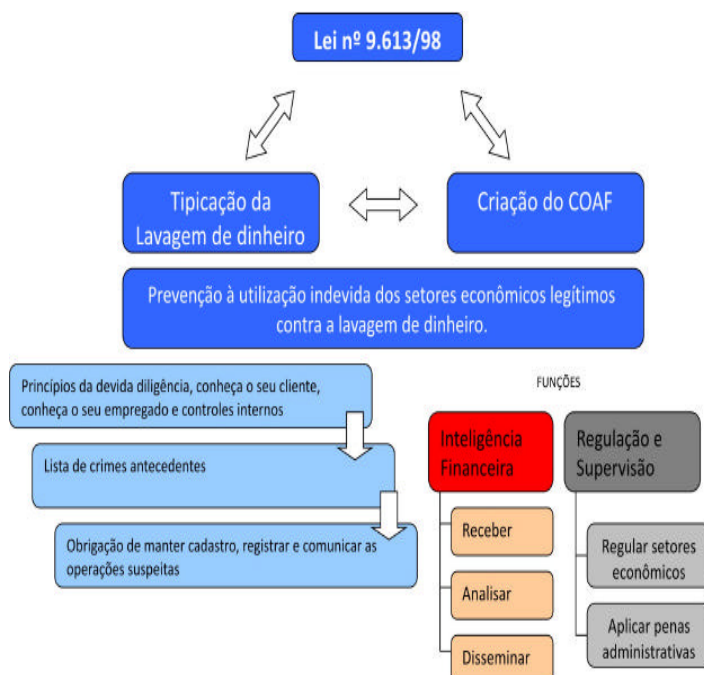 Lei nº 9.613/98
Tipicação da
Lavagem de dinheiro
Criação do COAF
Prevenção à utilização indevida dos setores econômicos legítimos
contra a lavagem de dinheiro.
Princípios da devida diligência, conheça o seu cliente,
conheça o seu empregado e controles internos
Lista de crimes antecedentes
Obrigação de manter cadastro, registrar e comunicar as
operações suspeitas
FUNÇÕES
Inteligência
Financeira
Receber
Analisar
Disseminar
Regulação e
Supervisão
Regular setores
econômicos
Aplicar penas
administrativas